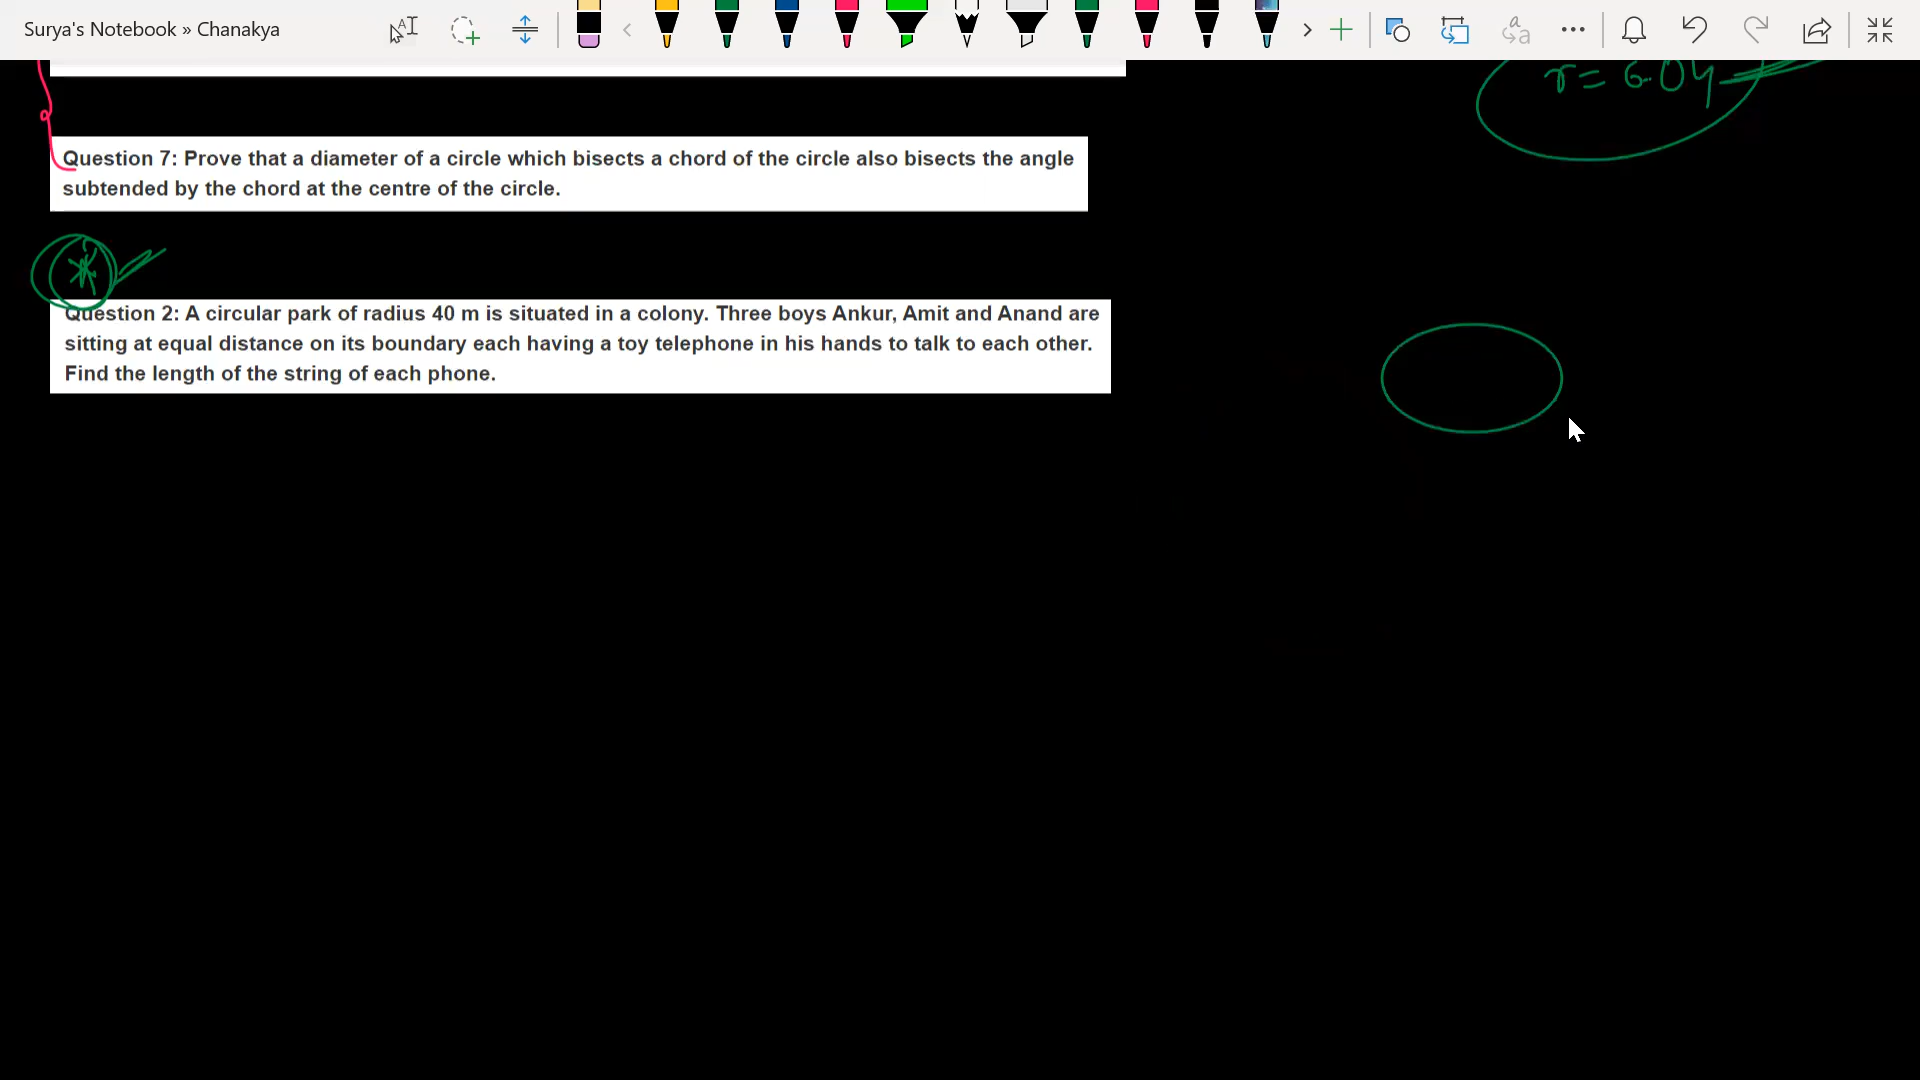 Surya's Notebook » Chanakya
r = 6.04
Question 7: Prove that a diameter of a circle which bisects a chord of the circle also bisects the angle
subtended by the chord at the centre of the circle.
Question 2: A circular park of radius 40 m is situated in a colony. Three boys Ankur, Amit and Anand are
sitting at equal distance on its boundary each having a toy telephone in his hands to talk to each other.
Find the length of the string of each phone.